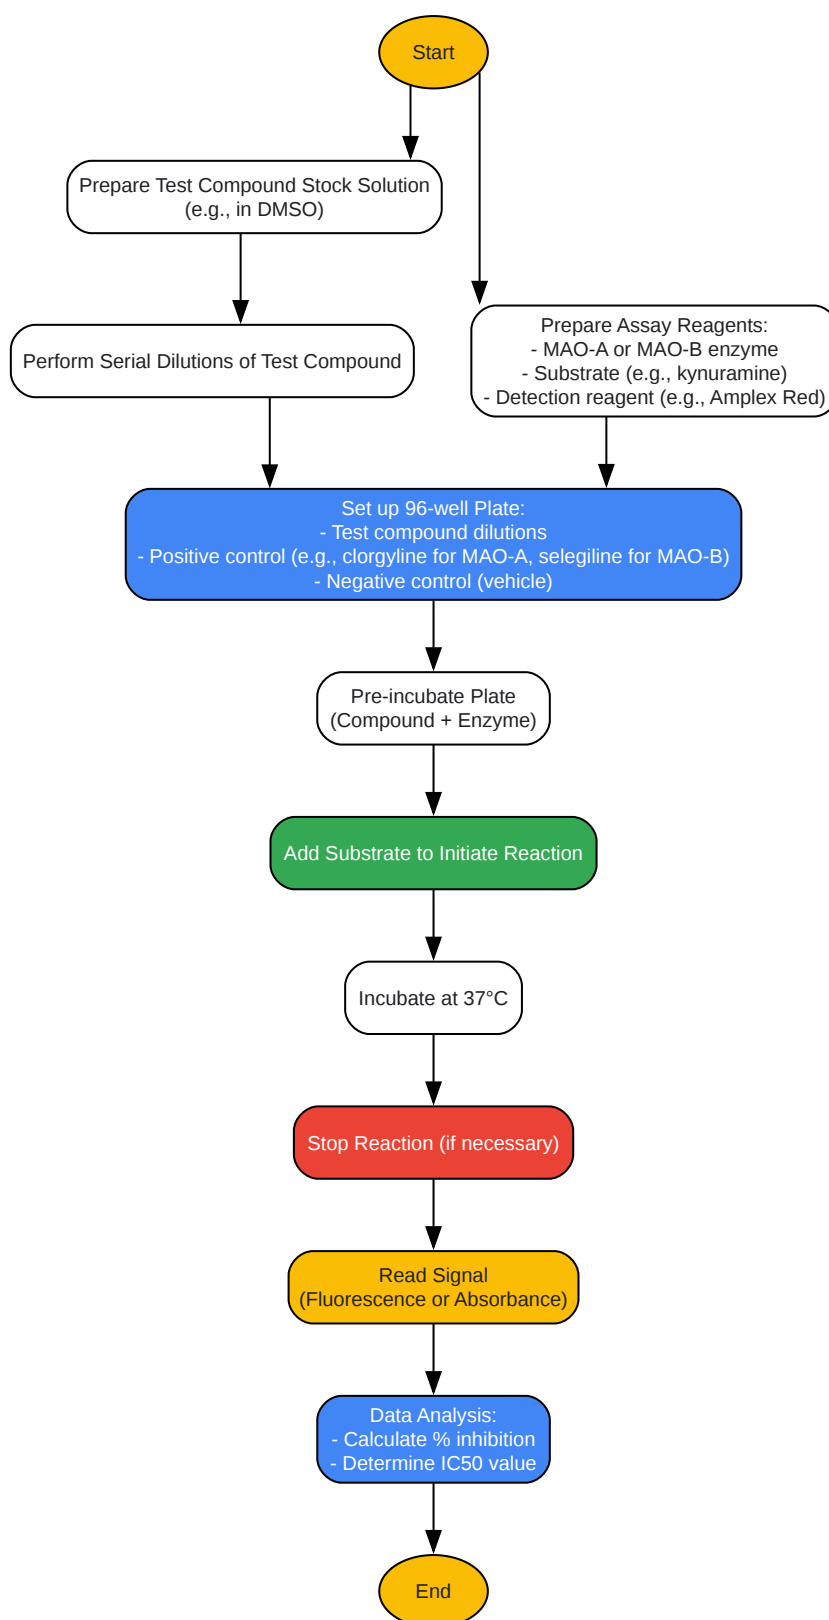 Start
Prepare Test Compound Stock Solution
(e.g., in DMSO)
Perform Serial Dilutions of Test Compound
Prepare Assay Reagents:
- MAO-A or MAO-B enzyme
- Substrate (e.g., kynuramine)
- Detection reagent (e.g., Amplex Red)
Set up 96-well Plate:
- Test compound dilutions
- Positive control (e.g., clorgyline for MAO-A, selegiline for MAO-B)
- Negative control (vehicle)
Pre-incubate Plate
(Compound + Enzyme)
Add Substrate to Initiate Reaction
Incubate at 37°C
Stop Reaction (if necessary)
Read Signal
(Fluorescence or Absorbance)
Data Analysis:
- Calculate % inhibition
- Determine IC50 value
End